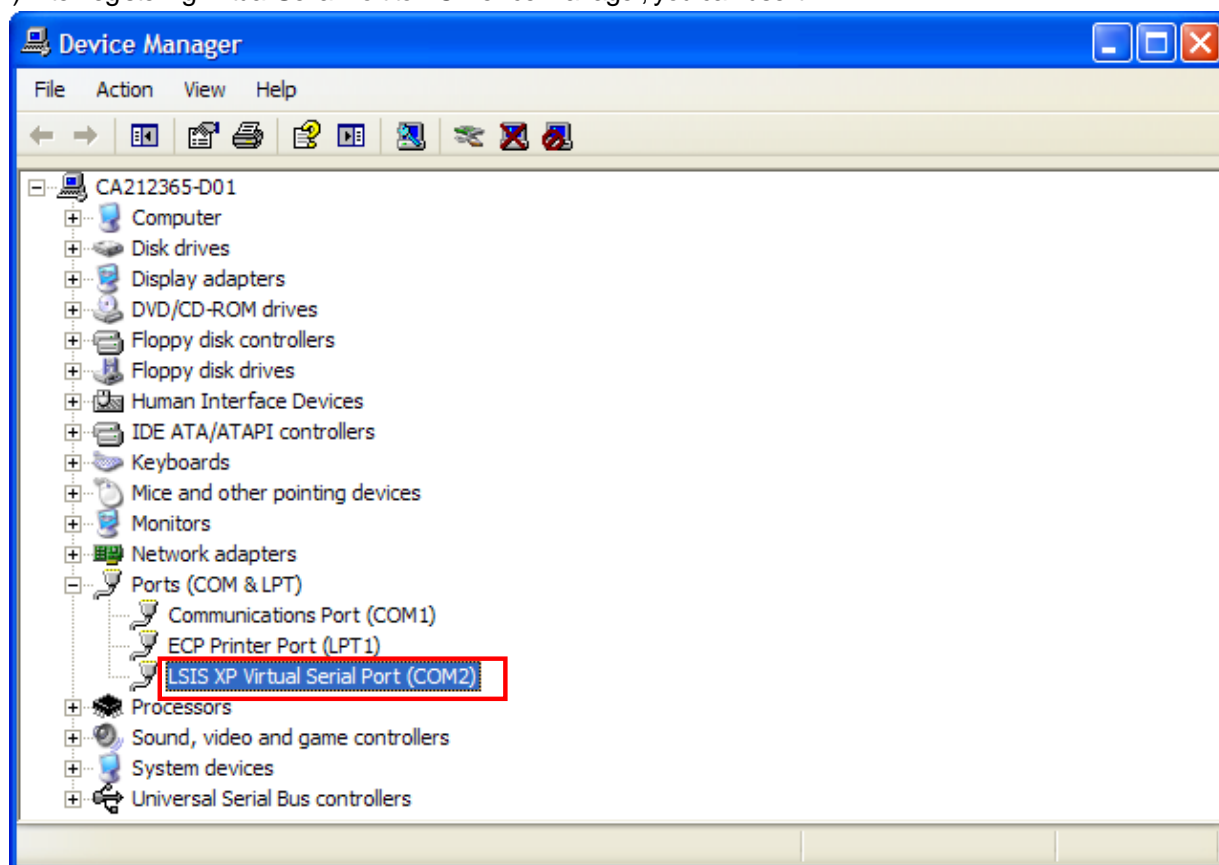 Device Manager
File Action View Help
CA212365-D01
Computer
Disk drives
Display adapters
DVD/CD-ROM drives
Floppy disk controllers
Floppy disk drives
Human Interface Devices
IDE ATA/ATAPI controllers
Keyboards
Mice and other pointing devices
Monitors
Network adapters
Ports (COM & LPT)
Communications Port (COM1)
ECP Printer Port (LPT1)
LSIS XP Virtual Serial Port (COM2)
Processors
Sound, video and game controllers
System devices
Universal Serial Bus controllers